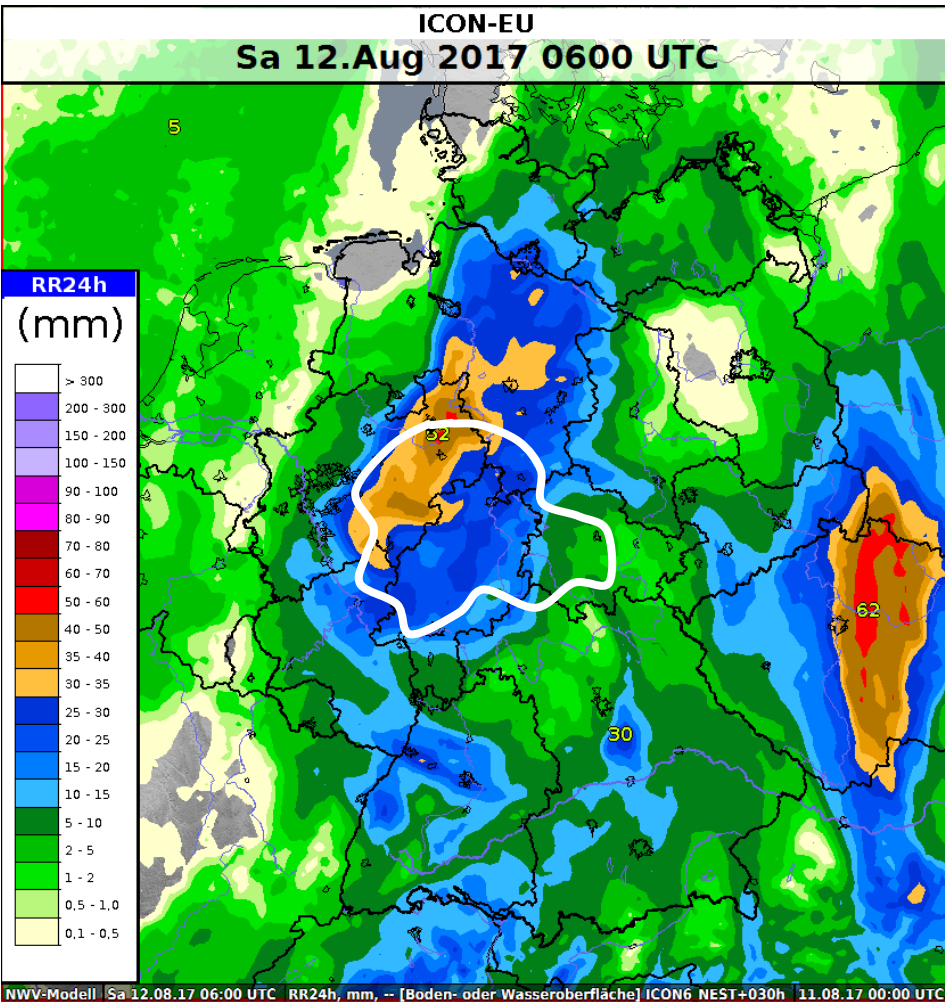 ICON-EU
Sa 12.Aug 2017 0600 UTC
5
RR24h
(mm)
> 300
200 - 300
150 - 200
100 - 150
90 - 100
80 - 90
70 - 80
60 - 70
50 - 60
40 - 50
35 - 40
30 - 35
25 - 30
20 - 25
15 - 20
10 - 15
5 - 10
2 - 5
1 - 2
0,5 - 1,0
0,1 - 0,5
52
62
30
NWV-Modell Sa 12.08.17 06:00 UTC RR24h, mm, -- [Boden- oder Wasseroberfläche] ICON6 NEST+030h 11.08.17 00:00 UTC